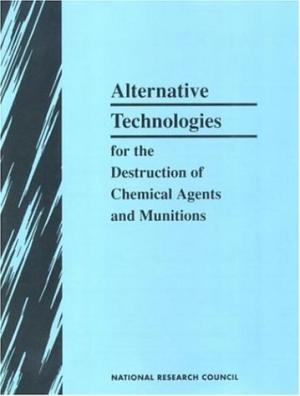 Alternative
Technologies
for the
Destruction of
Chemical Agents
and Munitions
NATIONAL RESEARCH COUNCIL